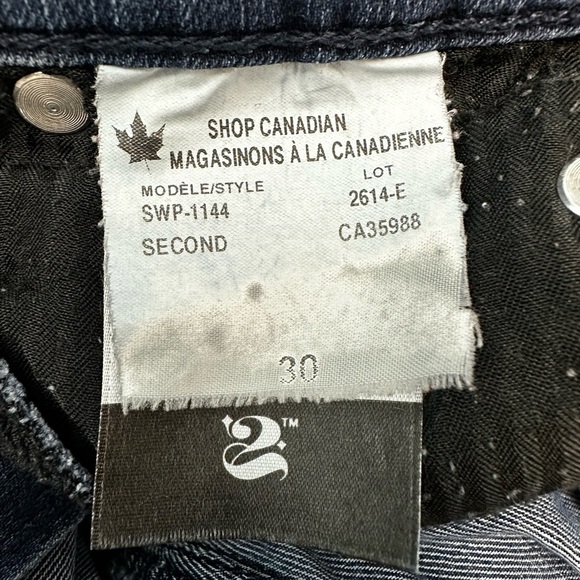 SHOP CANADIAN
MAGASINONS À LA CANADIENNE
MODÈLE/STYLE LOT
SWP-1144 2614-E
SECOND CA35988
30
2™